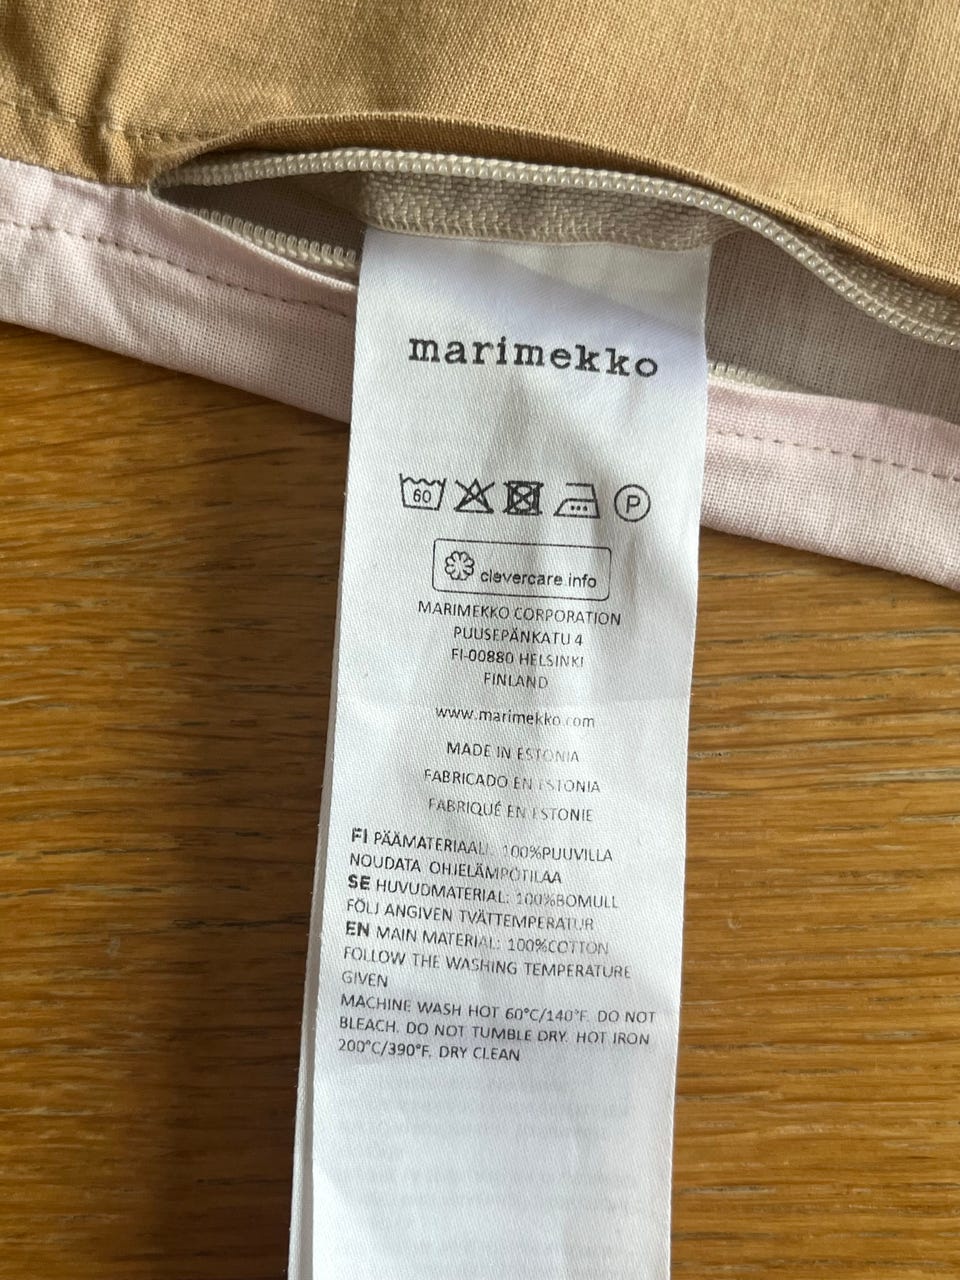 marimekko
60
P
clevercare.info
MARIMEKKO CORPORATION
PUUSEPÄNKATU 4
FI-00880 HELSINKI
FINLAND
www.marimekko.com
MADE IN ESTONIA
FABRICADO EN ESTONIA
FABRIQUÉ EN ESTONIE
FI PÄÄMATERIAALI: 100%PUUVILLA
NOUDATA OHJELÄMPÖTILAA
SE HUVUDMATERIAL: 100%BOMULL
FÖLJ ANGIVEN TVÄTTEMPERATUR
EN MAIN MATERIAL: 100%COTTON
FOLLOW THE WASHING TEMPERATURE
GIVEN
MACHINE WASH HOT 60°C/140°F. DO NOT
BLEACH. DO NOT TUMBLE DRY. HOT IRON
200°C/390°F. DRY CLEAN